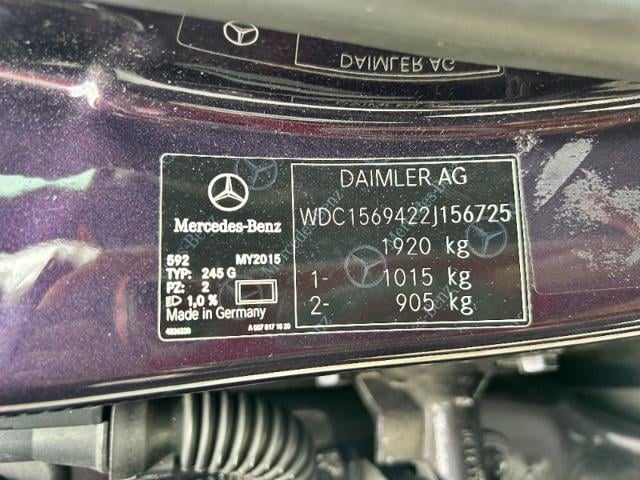 DAIMLER AG
Mercedes-Benz
592 MY2015
TYP: 245 G
PZ: 2
1,0 %
Made in Germany
DAIMLER AG
WDC1569422J156725
1920 kg
1- 1015 kg
2- 905 kg